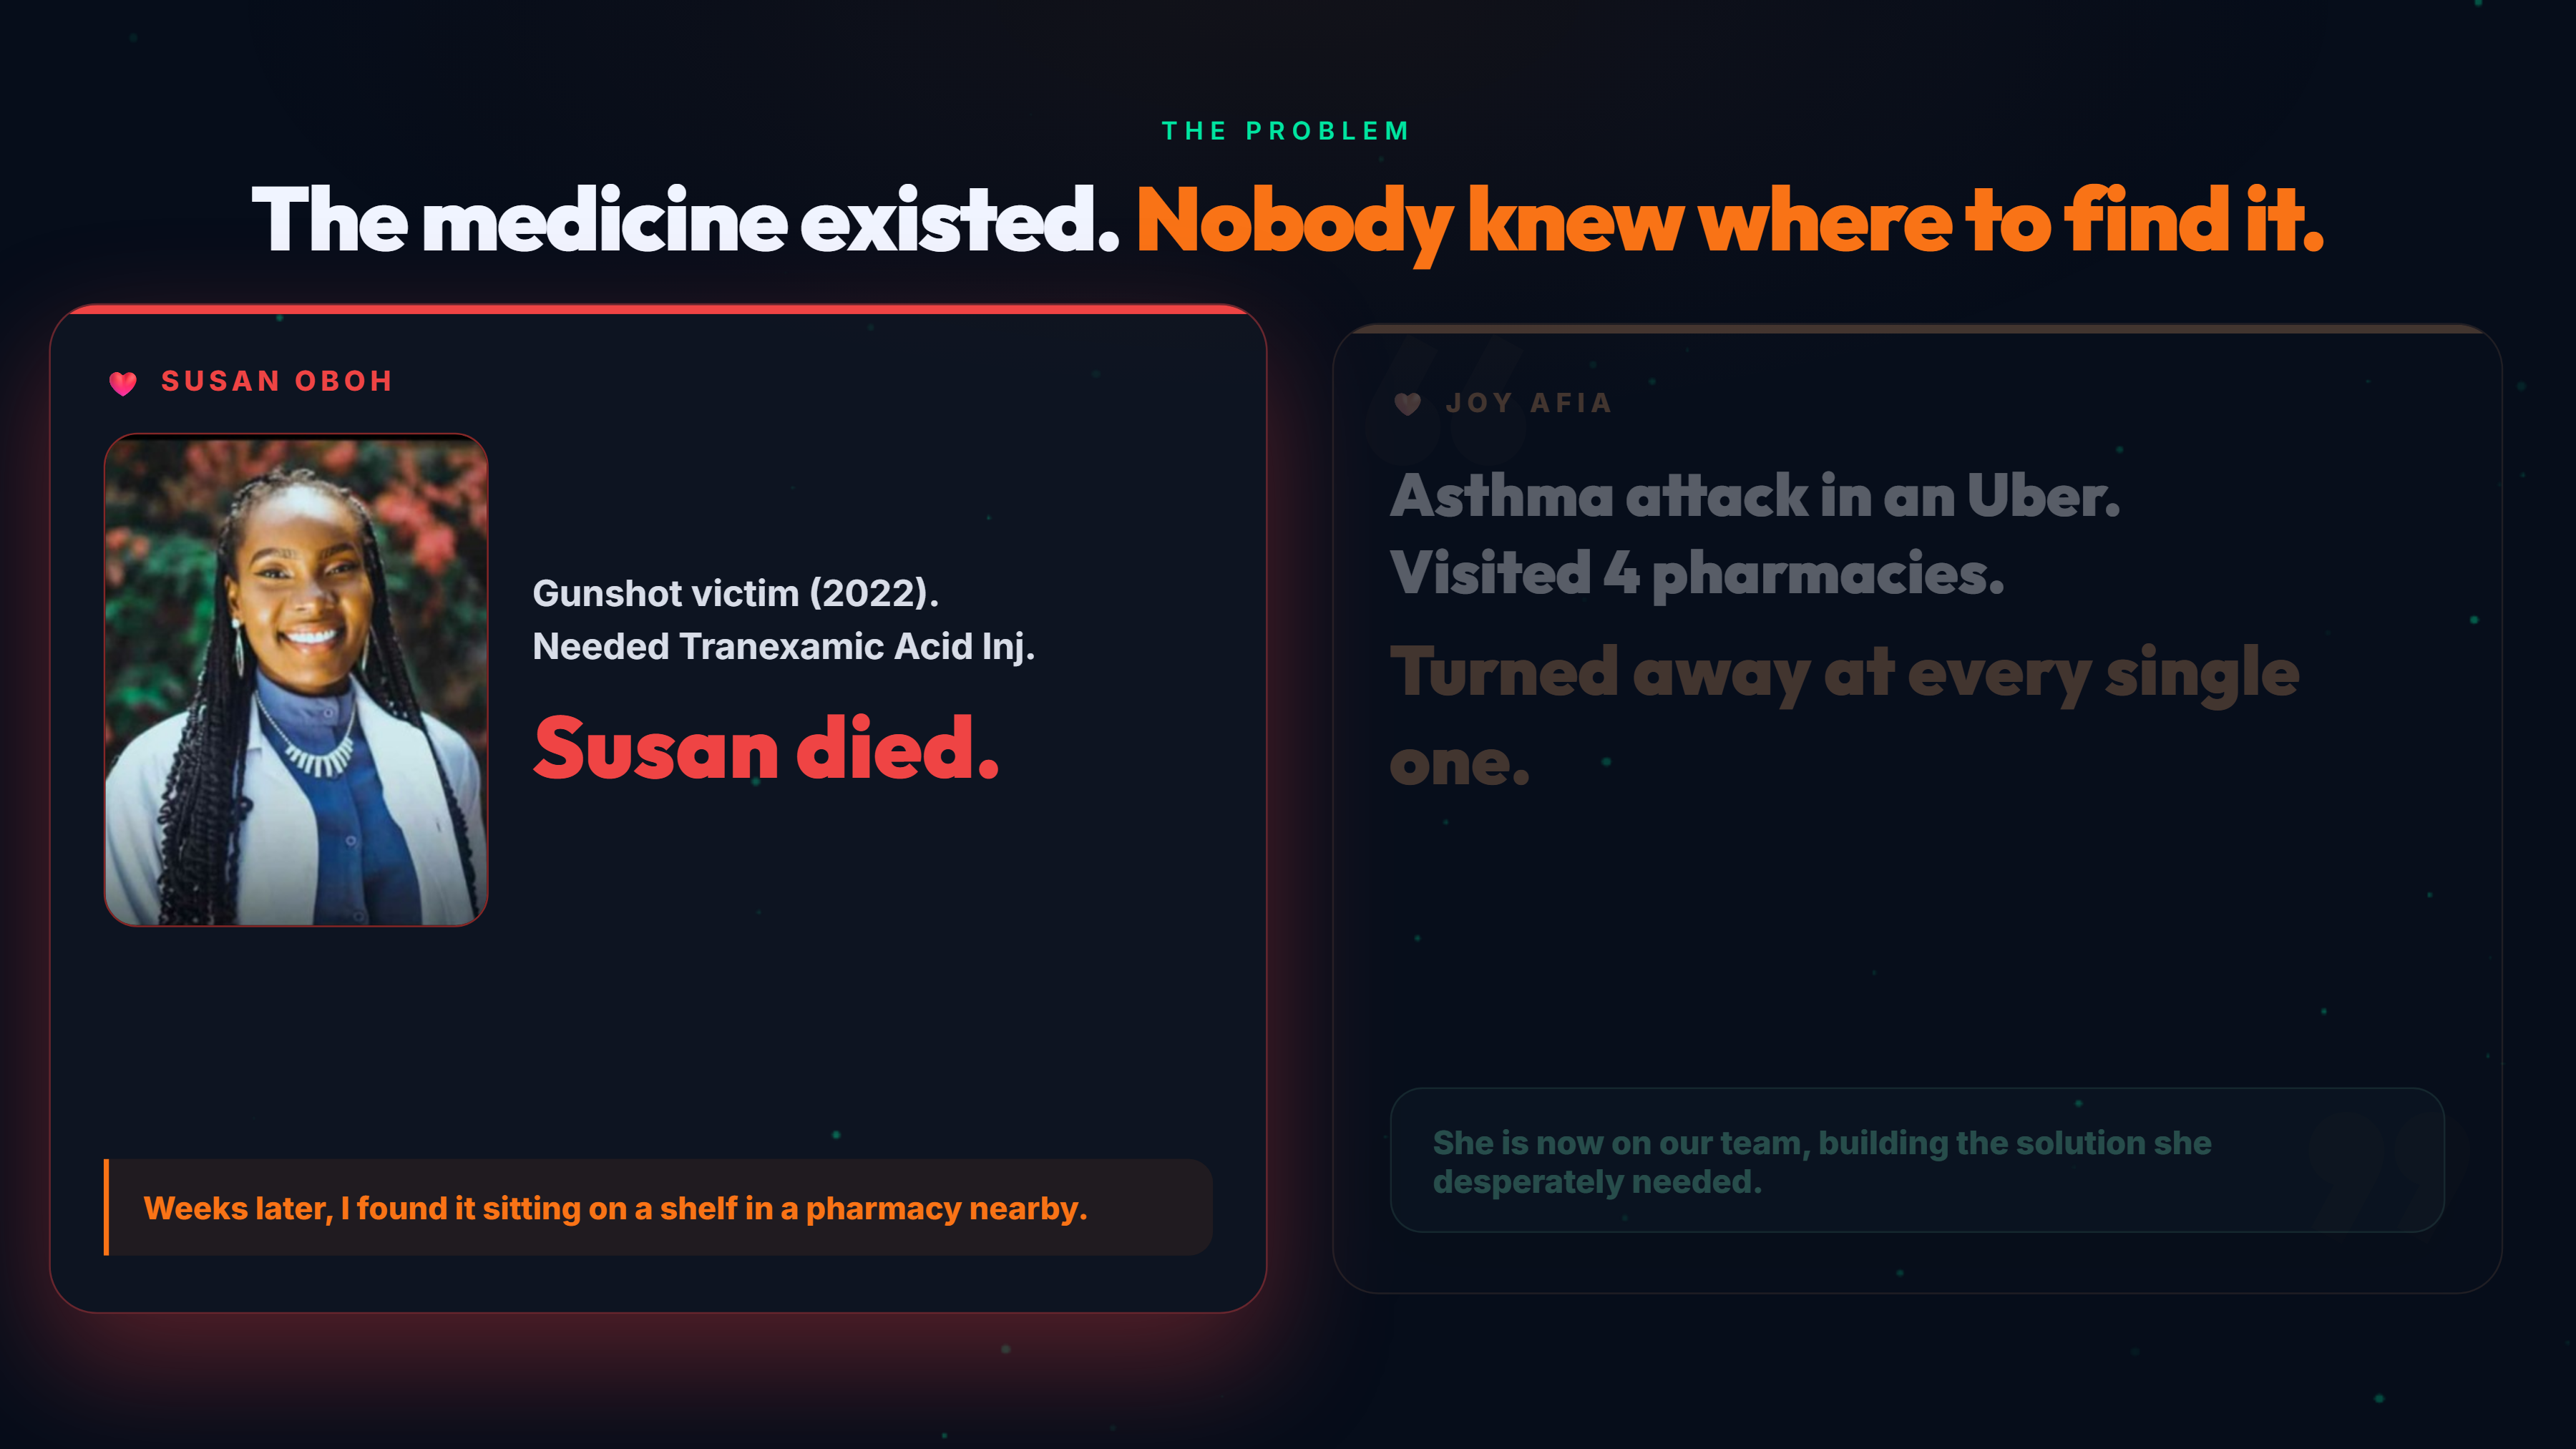 THE PROBLEM
The medicine existed. Nobody knew where to find it.
SUSAN OBOH
Gunshot victim (2022).
Needed Tranexamic Acid Inj.
Susan died.
Weeks later, I found it sitting on a shelf in a pharmacy nearby.
JOY AFIA
Asthma attack in an Uber.
Visited 4 pharmacies.
Turned away at every single
one.
She is now on our team, building the solution she
desperately needed.